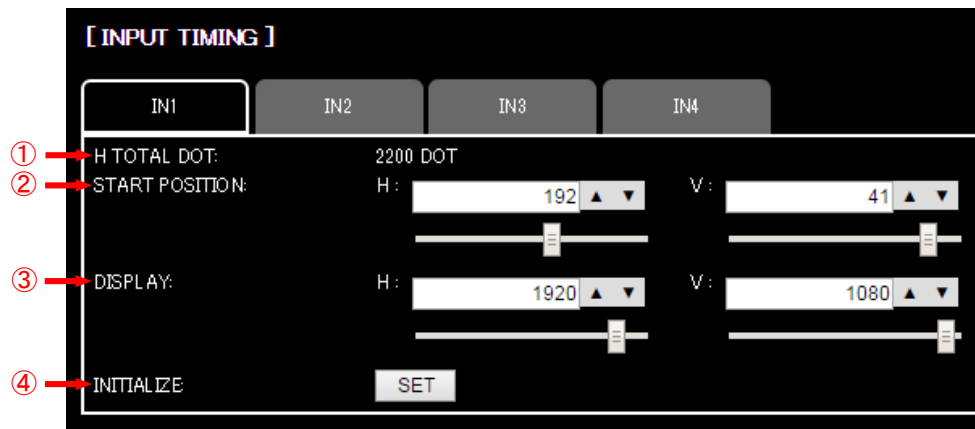 [ INPUT TIMING ]
IN1 IN2 IN3 IN4
① H TOTAL DOT: 2200 DOT
② START POSITION: H : 192 ▲ ▼ V : 41 ▲ ▼
③ DISPLAY: H : 1920 ▲ ▼ V : 1080 ▲ ▼
④ INITIALIZE: SET